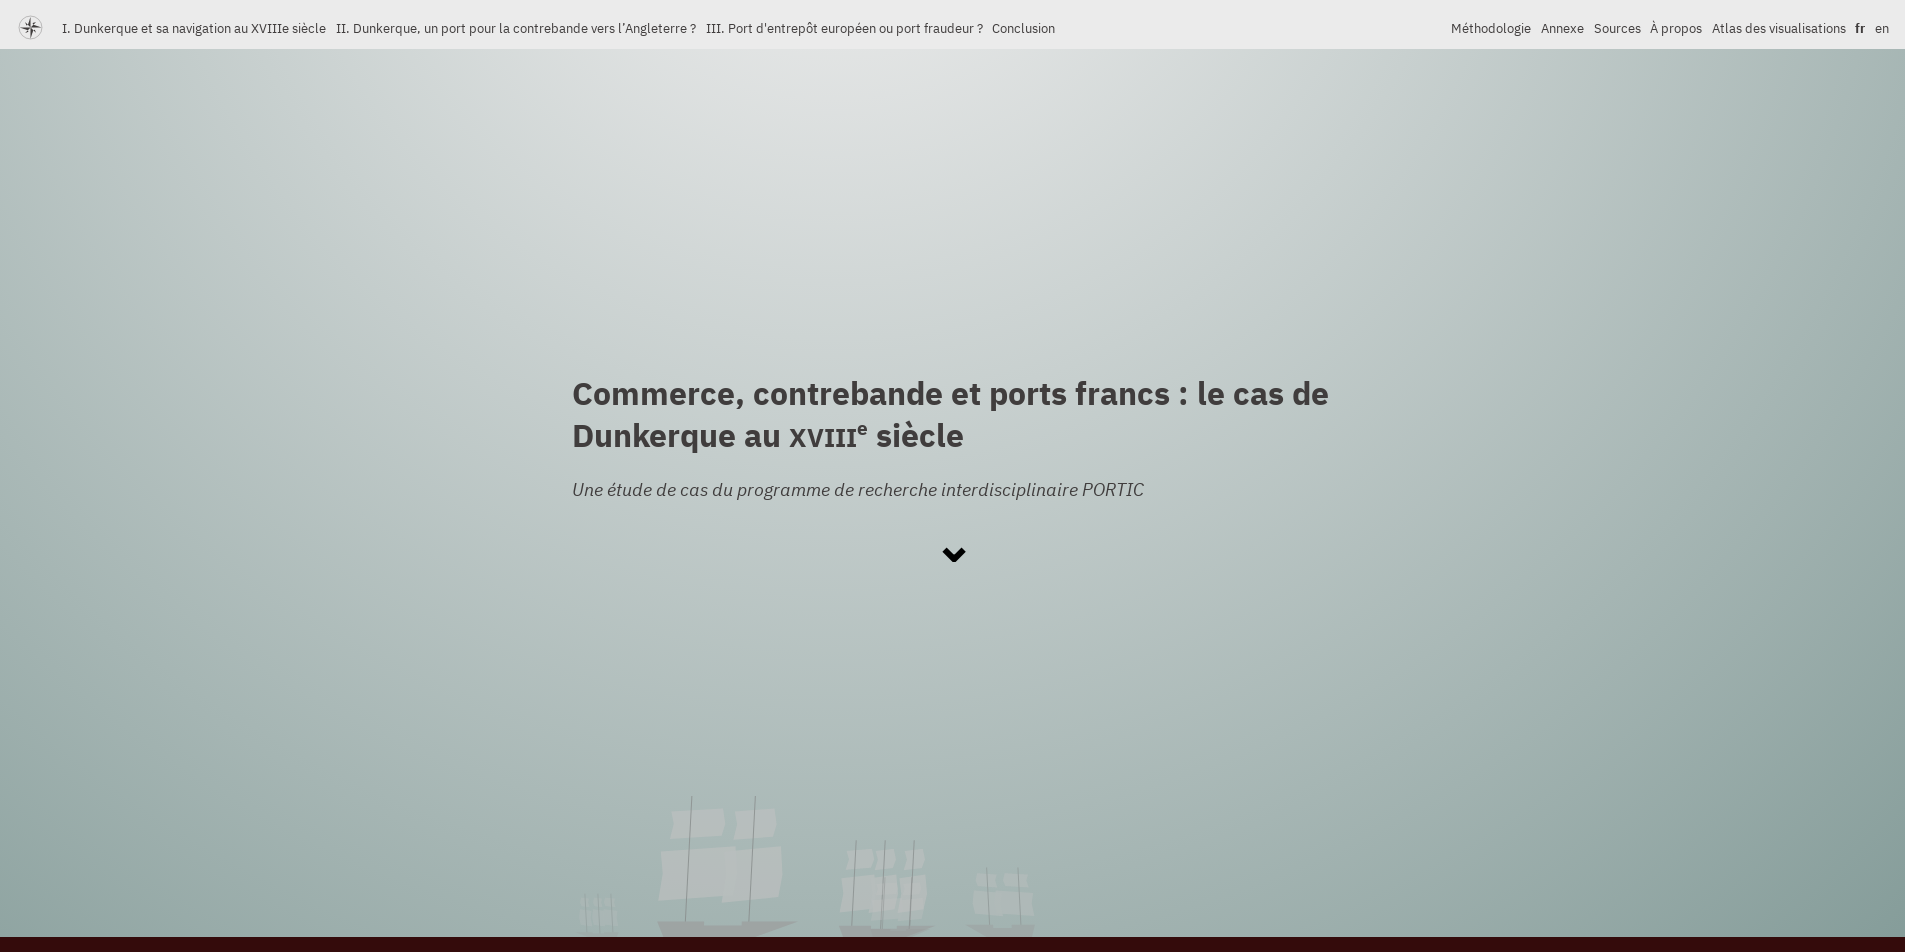 I. Dunkerque et sa navigation au XVIIIe siècle II. Dunkerque, un port pour la contrebande vers l’Angleterre ? III. Port d'entrepôt européen ou port fraudeur ? Conclusion Méthodologie Annexe Sources À propos Atlas des visualisations fr en
Commerce, contrebande et ports francs : le cas de
Dunkerque au XVIIIe siècle
Une étude de cas du programme de recherche interdisciplinaire PORTIC